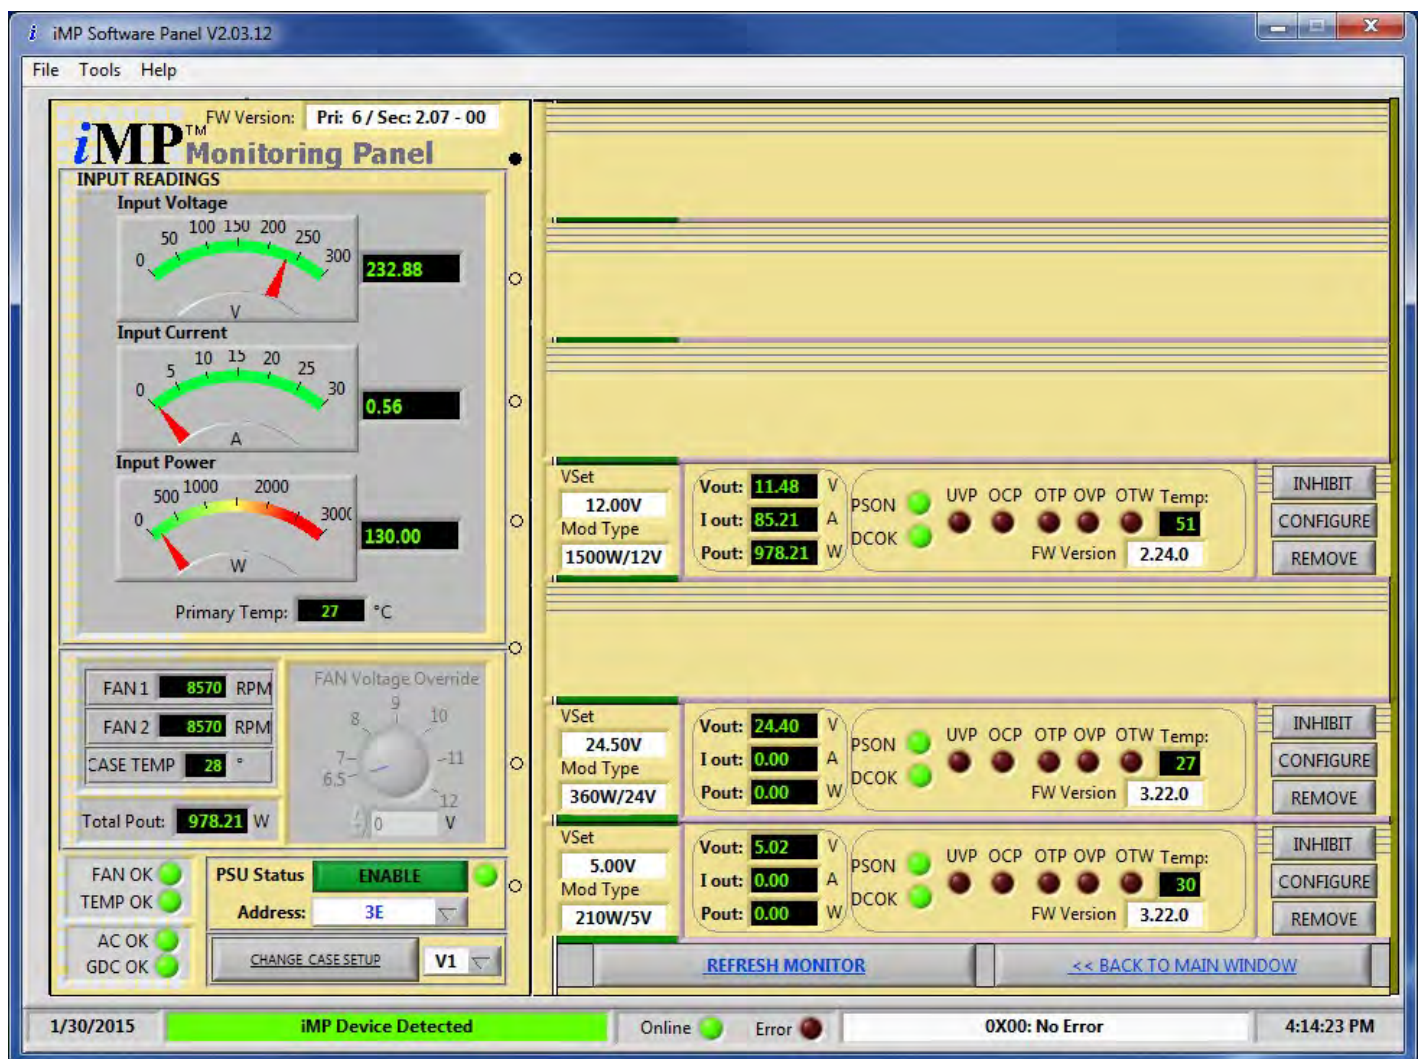 i iMP Software Panel V2.03.12
File Tools Help
FW Version: Pri: 6 / Sec: 2.07 - 00
iMP™
Monitoring Panel
INPUT READINGS
Input Voltage
0 50 100 150 200 250 300
232.88
V
Input Current
0 5 10 15 20 25 30
0.56
A
Input Power
0 500 1000 2000 3000
130.00
W
Primary Temp: 27 °C
FAN 1 8570 RPM
FAN 2 8570 RPM
CASE TEMP 28 °
Total Pout: 978.21 W
FAN Voltage Override
6.5 7 8 9 10 11 12
0 V
FAN OK
TEMP OK
AC OK
GDC OK
PSU Status ENABLE
Address: 3E
CHANGE CASE SETUP V1
VSet
12.00V
Mod Type
1500W/12V
Vout: 11.48 V
I out: 85.21 A
Pout: 978.21 W
PSON
DCOK
UVP OCP OTP OVP OTW Temp:
51
FW Version 2.24.0
INHIBIT
CONFIGURE
REMOVE
VSet
24.50V
Mod Type
360W/24V
Vout: 24.40 V
I out: 0.00 A
Pout: 0.00 W
PSON
DCOK
UVP OCP OTP OVP OTW Temp:
27
FW Version 3.22.0
INHIBIT
CONFIGURE
REMOVE
VSet
5.00V
Mod Type
210W/5V
Vout: 5.02 V
I out: 0.00 A
Pout: 0.00 W
PSON
DCOK
UVP OCP OTP OVP OTW Temp:
30
FW Version 3.22.0
INHIBIT
CONFIGURE
REMOVE
REFRESH MONITOR
<< BACK TO MAIN WINDOW
1/30/2015 iMP Device Detected Online Error 0X00: No Error 4:14:23 PM